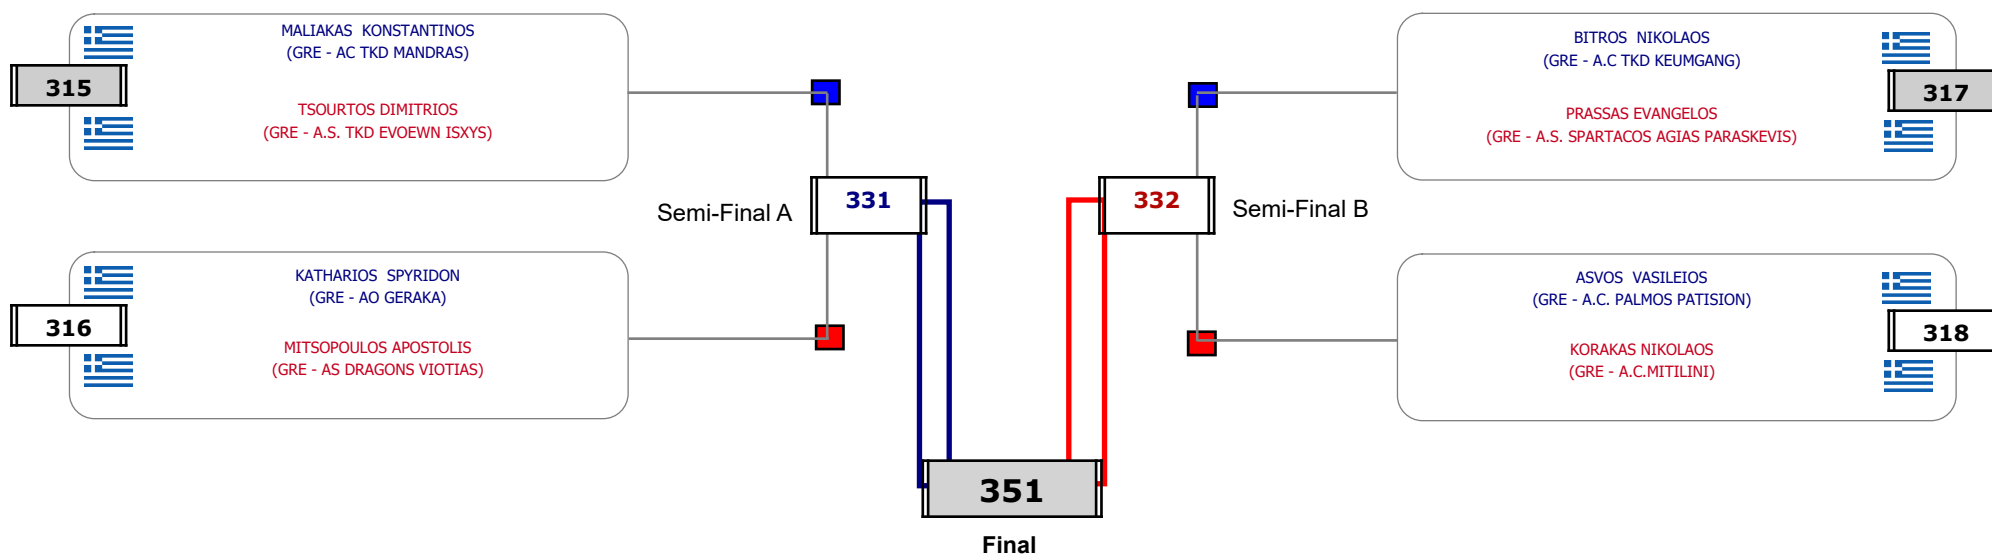 MALIAKAS KONSTANTINOS
(GRE - AC TKD MANDRAS)
315
TSOURTOS DIMITRIOS
(GRE - A.S. TKD EVOEWN ISXYS)
BITROS NIKOLAOS
(GRE - A.C TKD KEUMGANG)
317
PRASSAS EVANGELOS
(GRE - A.S. SPARTACOS AGIAS PARASKEVIS)
Semi-Final A
331
332
Semi-Final B
KATHARIOS SPYRIDON
(GRE - AO GERAKA)
316
MITSOPOULOS APOSTOLIS
(GRE - AS DRAGONS VIOTIAS)
ASVOS VASILEIOS
(GRE - A.C. PALMOS PATISION)
318
KORAKAS NIKOLAOS
(GRE - A.C.MITILINI)
351
Final